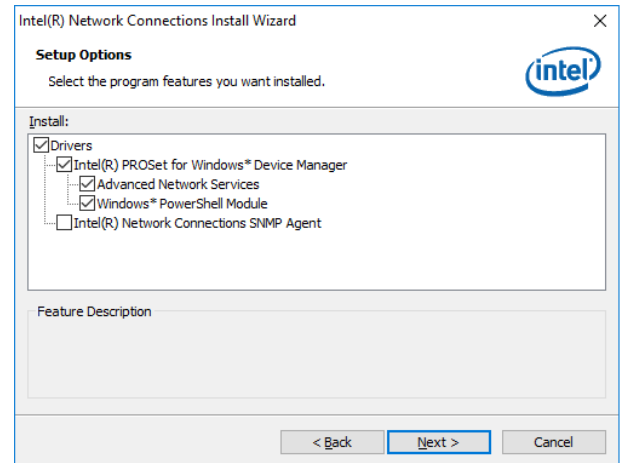 Intel(R) Network Connections Install Wizard
Setup Options
Select the program features you want installed.
intel
Install:
Drivers
Intel(R) PROSet for Windows* Device Manager
Advanced Network Services
Windows* PowerShell Module
Intel(R) Network Connections SNMP Agent
Feature Description
< Back
Next >
Cancel